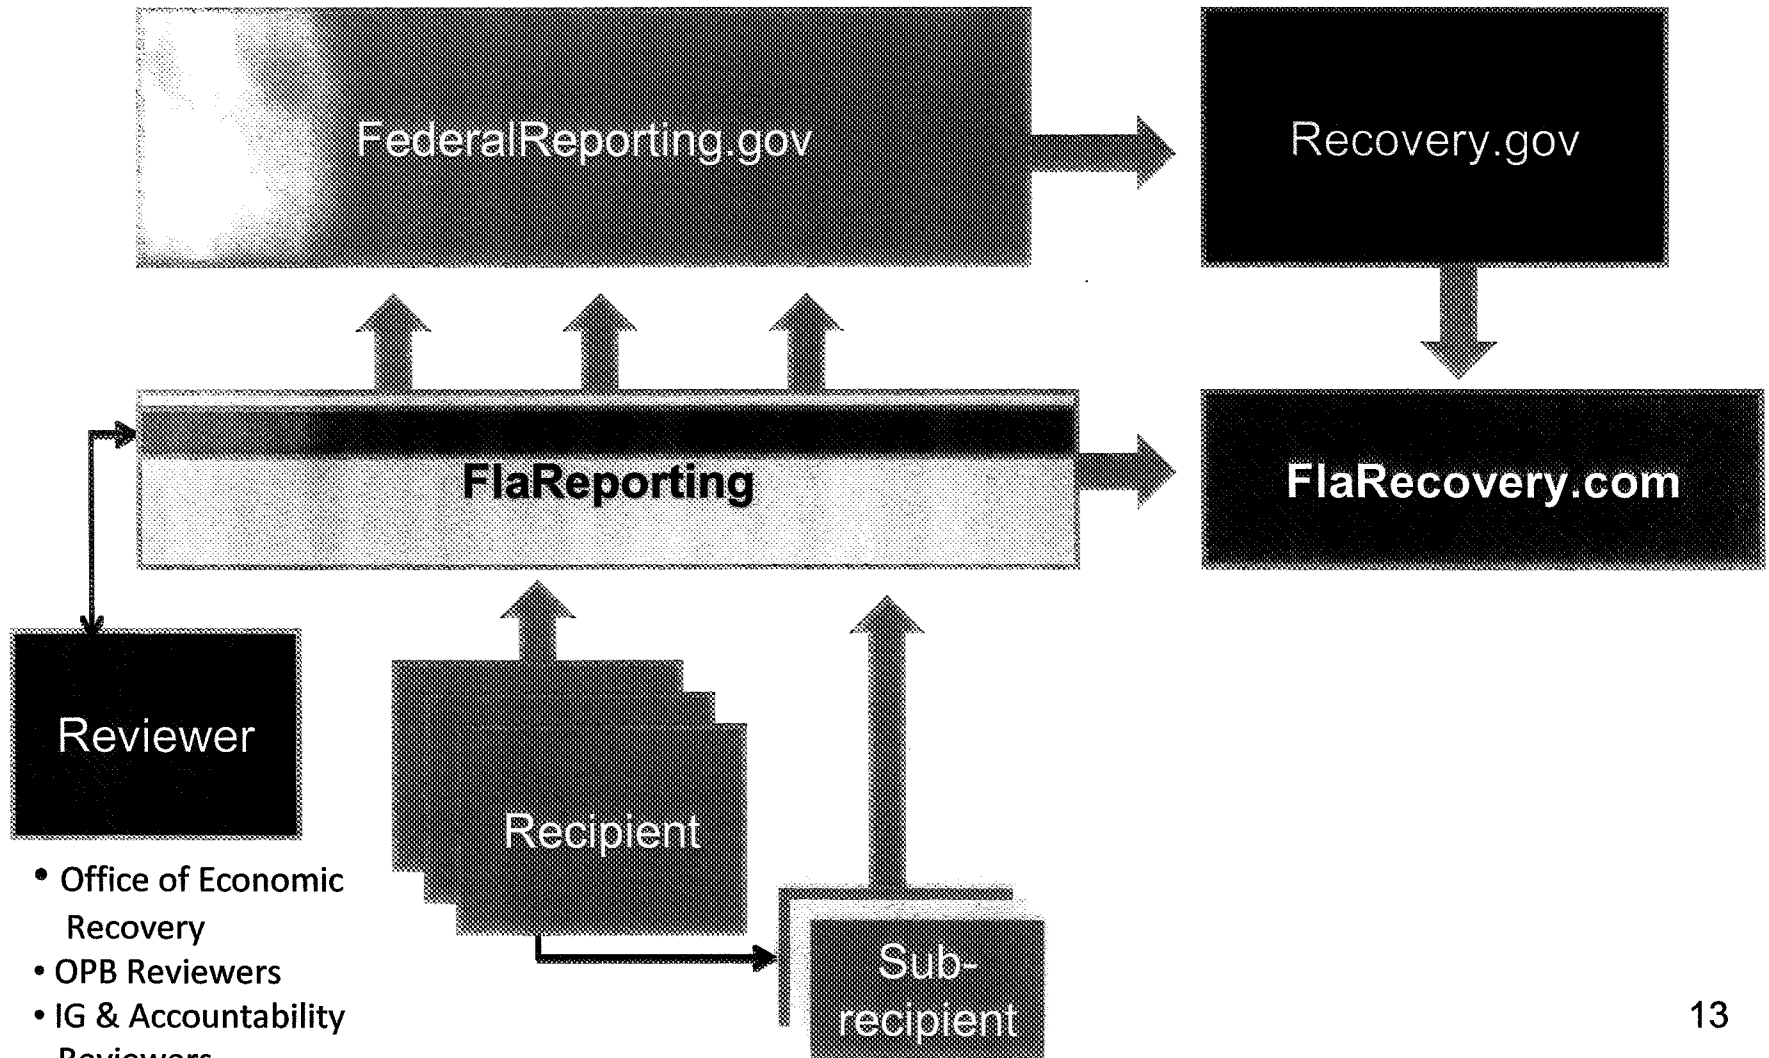 FederalReporting.gov
Recovery.gov
FlaReporting
FlaRecovery.com
Reviewer
• Office of Economic
Recovery
• OPB Reviewers
• IG & Accountability
Reviewers
Recipient
Sub-
recipient
13